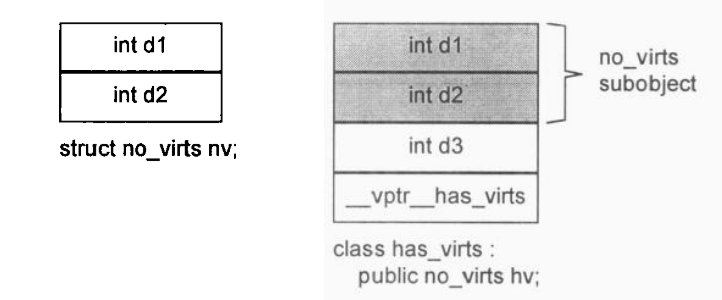 int d1
int d2
struct no_virts nv;
int d1
int d2
int d3
__vptr__has_virts
no_virts
subobject
class has_virts :
public no_virts hv;